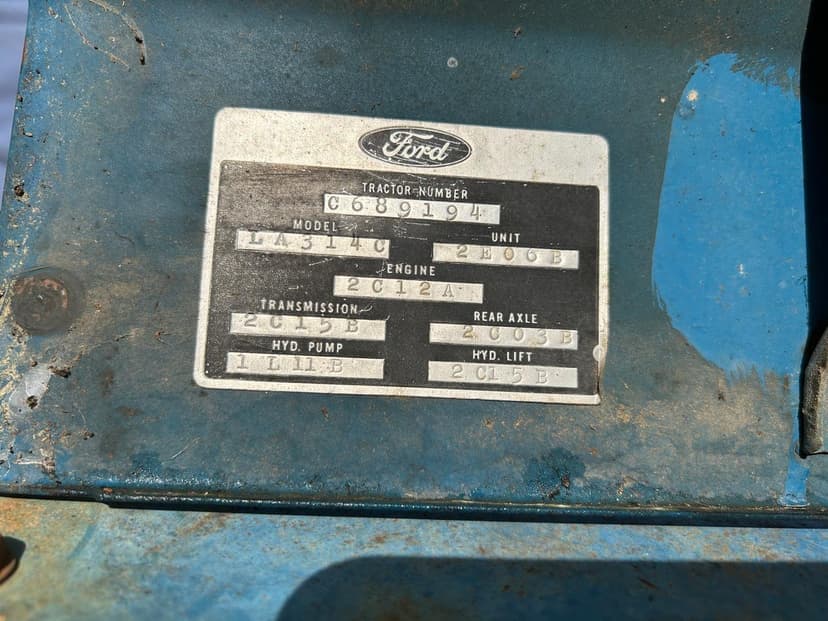 Ford
TRACTOR NUMBER
C689194
MODEL UNIT
LA314C 2E06B
ENGINE
2C12A
TRANSMISSION REAR AXLE
2C15B 2C03B
HYD. PUMP HYD. LIFT
1L11B 2C15B